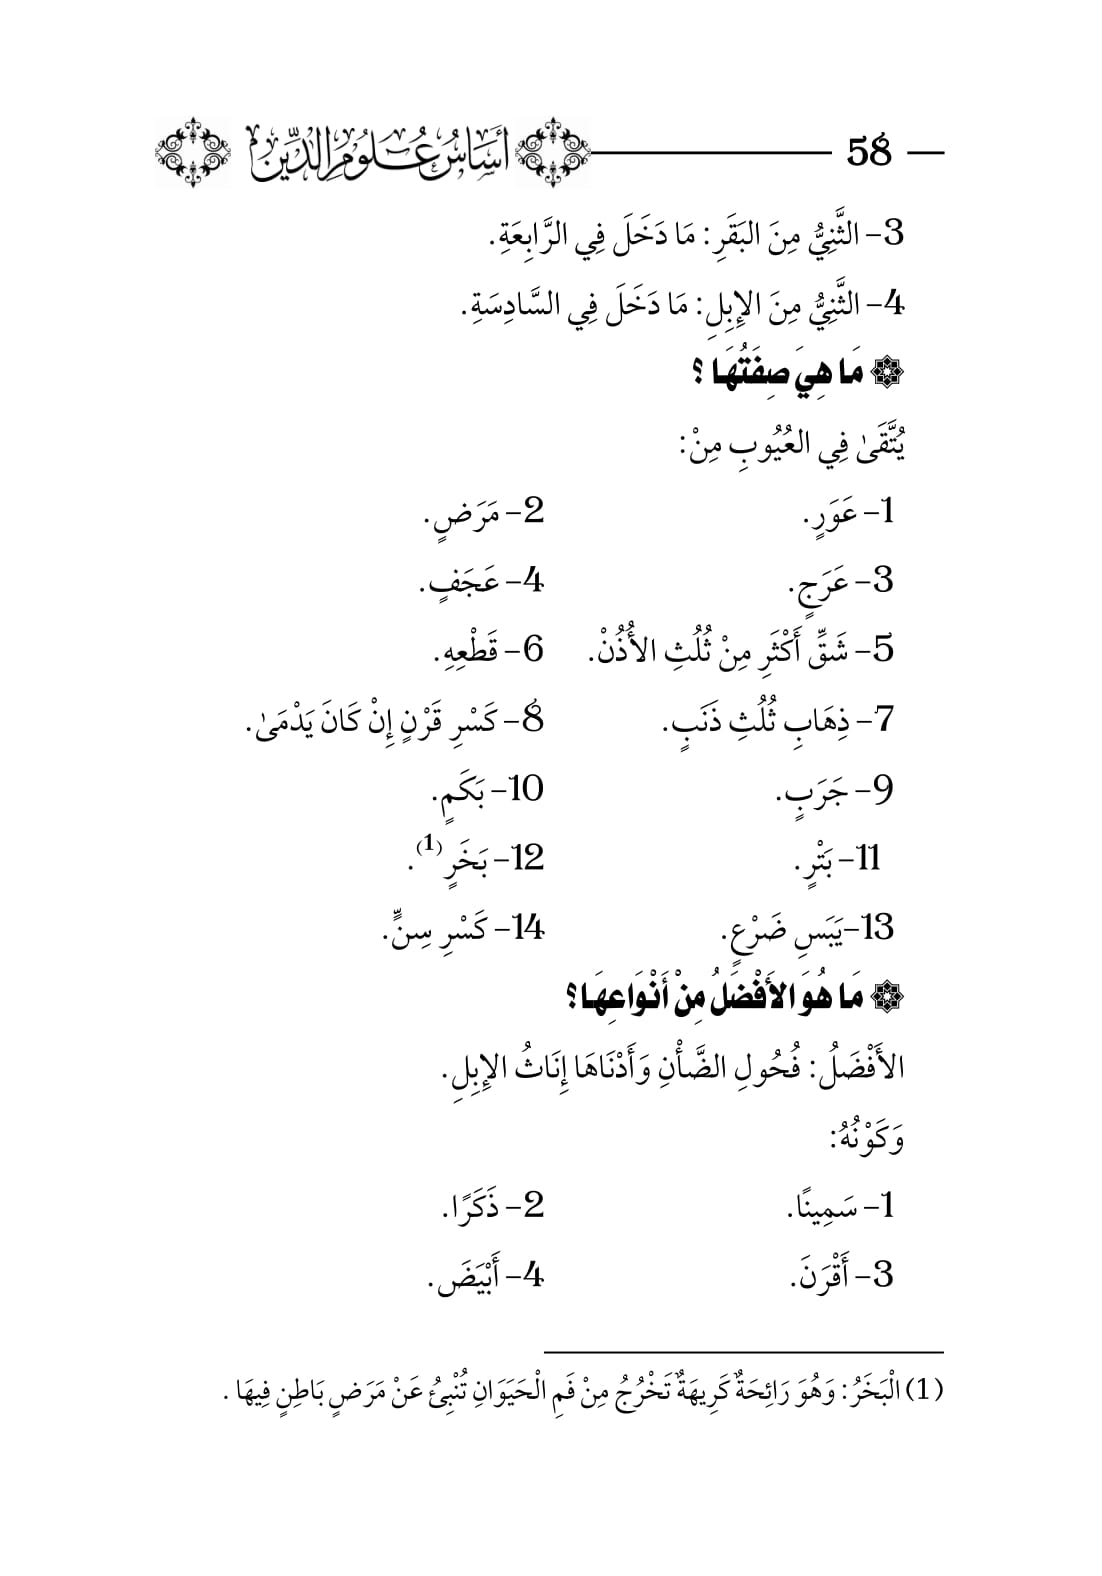 58 أَسَاسُ عُلُومِ الدِّينِ
3- الثَّنِيُّ مِنَ البَقَرِ: مَا دَخَلَ فِي الرَّابِعَةِ.
4- الثَّنِيُّ مِنَ الإِبِلِ: مَا دَخَلَ فِي السَّادِسَةِ.
مَا هِيَ صِفَتُهَا ؟
يُتَّقَىٰ فِي العُيُوبِ مِنْ:
1- عَوَرٍ. 2- مَرَضٍ.
3- عَرَجٍ. 4- عَجَفٍ.
5- شَقِّ أَكْثَرِ مِنْ ثُلُثِ الأُذُنْ. 6- قَطْعِهِ.
7- ذِهَابِ ثُلُثِ ذَنَبٍ. 8- كَسْرِ قَرْنٍ إِنْ كَانَ يَدْمَىٰ.
9- جَرَبٍ. 10- بَكَمٍ.
11- بَتْرٍ. 12- بَخَرٍ(1).
13-يَبَسِ ضَرْعٍ. 14- كَسْرِ سِنٍّ.
مَا هُوَ الأَفْضَلُ مِنْ أَنْوَاعِهَا؟
الأَفْضَلُ: فُحُولِ الضَّأْنِ وَأَدْنَاهَا إِنَاثُ الإِبِلِ.
وَكَوْنُهُ:
1- سَمِينًا. 2- ذَكَرًا.
3- أَقْرَنَ. 4- أَبْيَضَ.
(1) الْبَخَرُ: وَهُوَ رَائِحَةٌ كَرِيهَةٌ تَخْرُجُ مِنْ فَمِ الْحَيَوَانِ تُنْبِئُ عَنْ مَرَضٍ بَاطِنٍ فِيهَا .